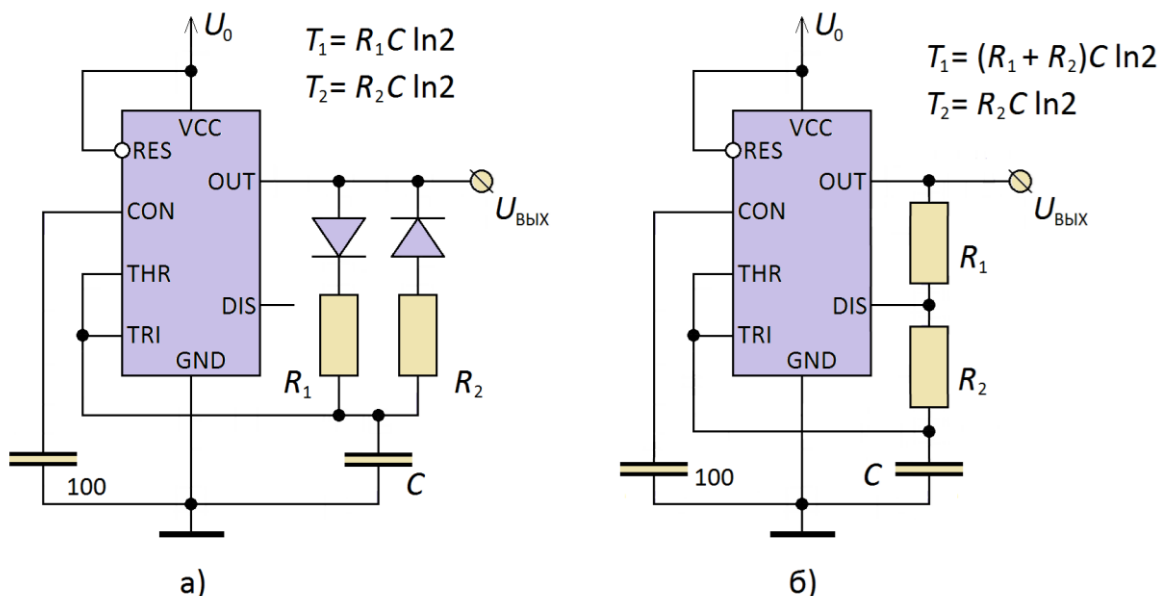 U₀
T₁= R₁C ln2
T₂= R₂C ln2
VCC
RES
OUT
CON
Uвых
THR
DIS
TRI
GND
R₁
R₂
100
C
а)
U₀
T₁= (R₁ + R₂)C ln2
T₂= R₂C ln2
VCC
RES
OUT
CON
Uвых
R₁
THR
DIS
TRI
GND
R₂
100
C
б)